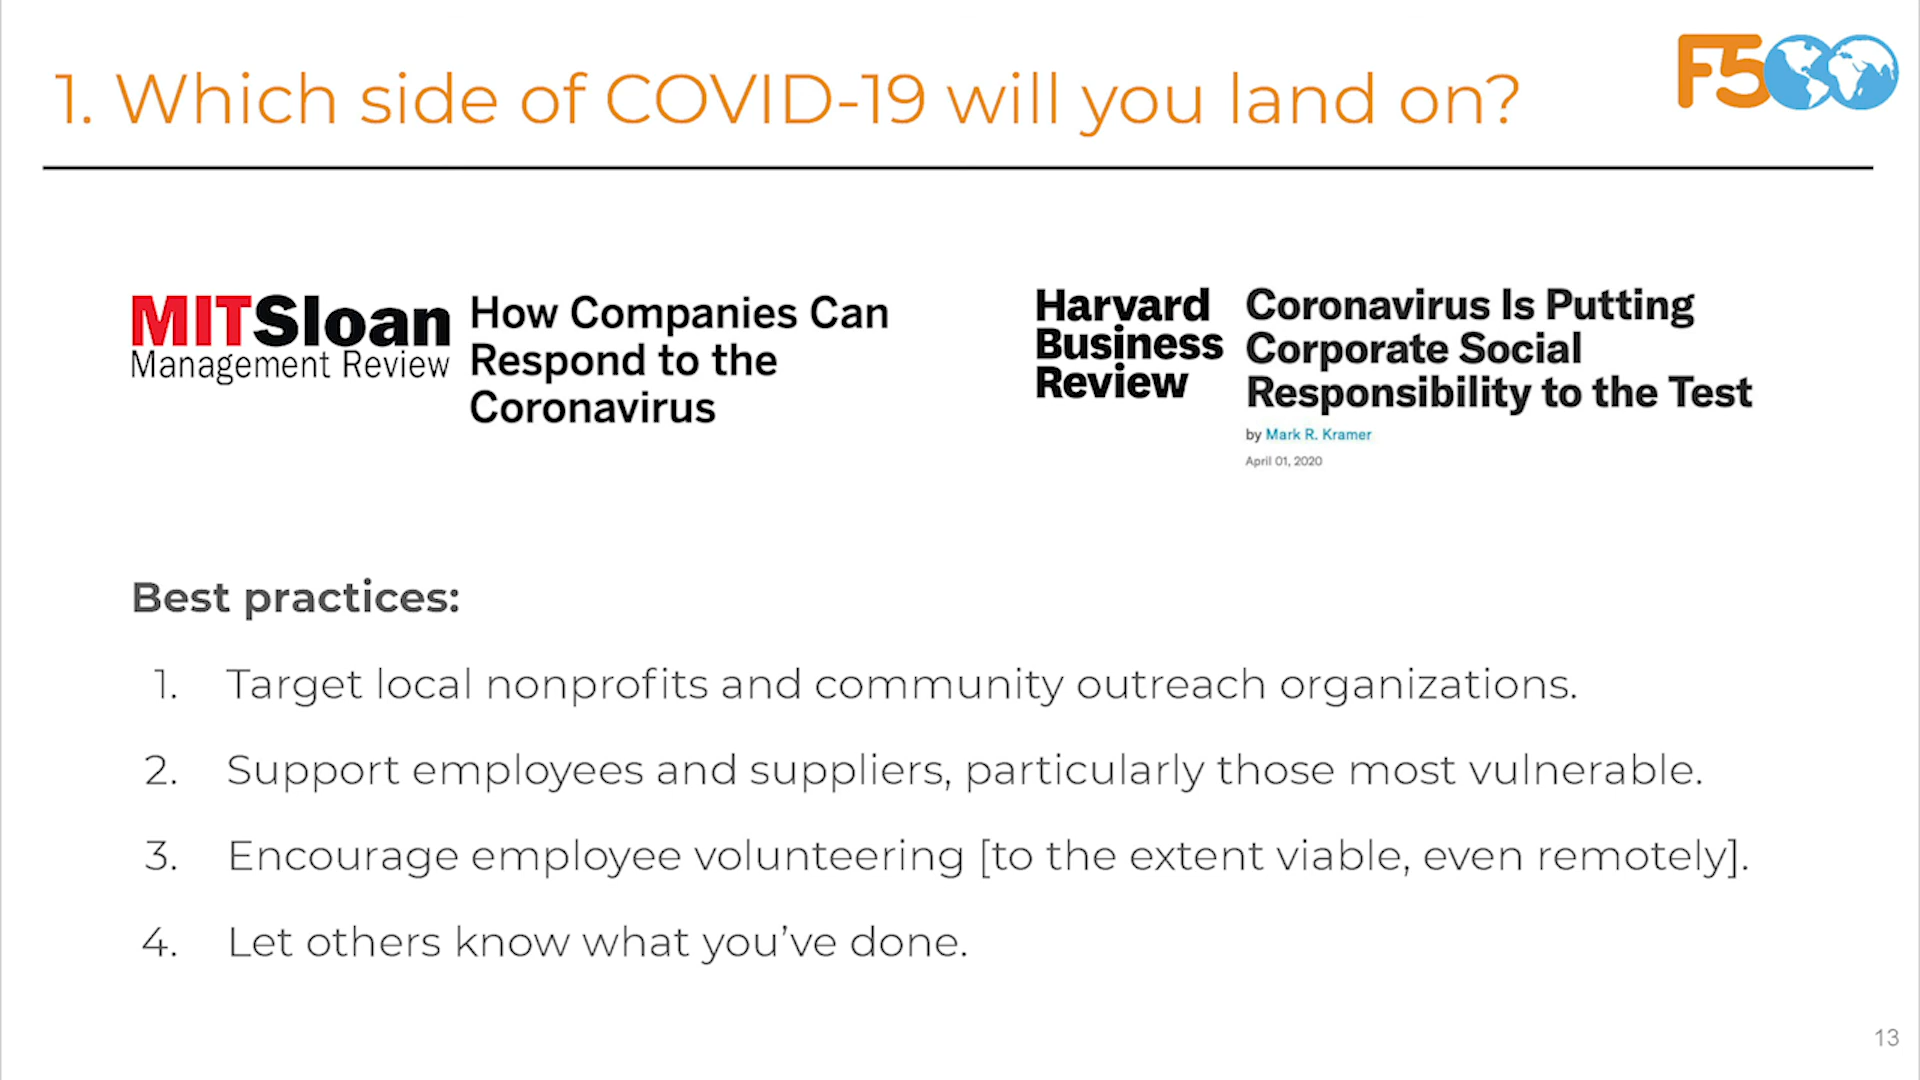 1. Which side of COVID-19 will you land on?
F500
MITSloan
Management Review
How Companies Can
Respond to the
Coronavirus
Harvard
Business
Review
Coronavirus Is Putting
Corporate Social
Responsibility to the Test
by Mark R. Kramer
April 01, 2020
Best practices:
1. Target local nonprofits and community outreach organizations.
2. Support employees and suppliers, particularly those most vulnerable.
3. Encourage employee volunteering [to the extent viable, even remotely].
4. Let others know what you’ve done.
13